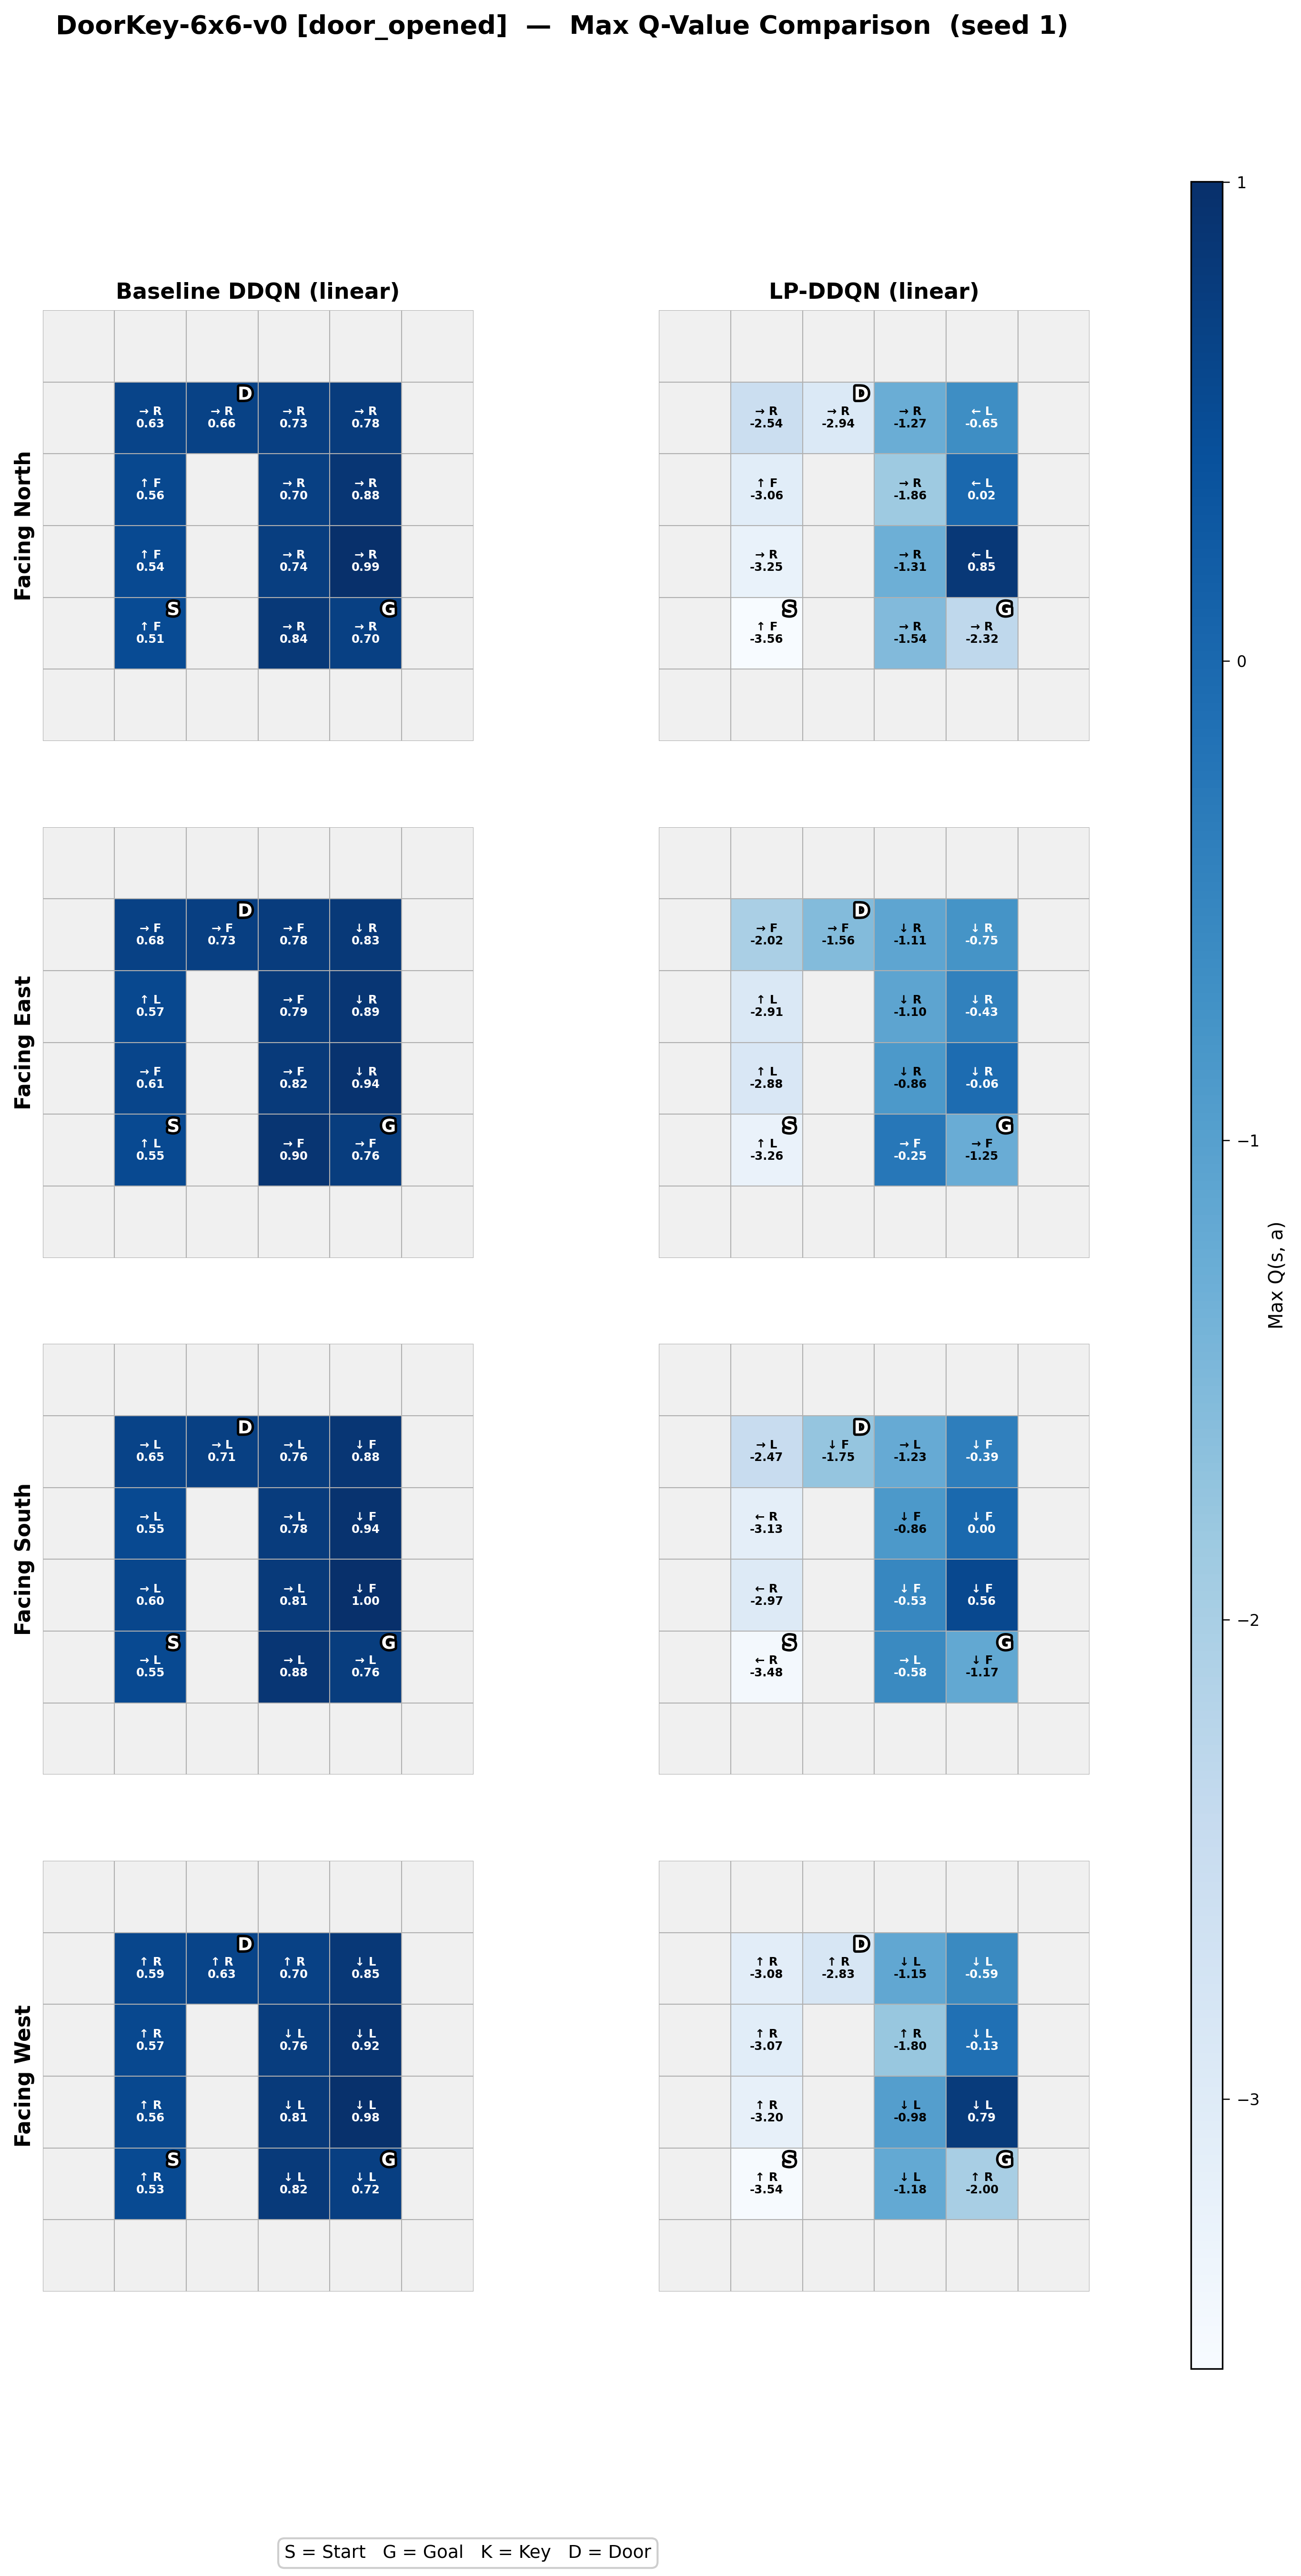 DoorKey-6x6-v0 [door_opened] — Max Q-Value Comparison (seed 1)
Baseline DDQN (linear)
LP-DDQN (linear)
Facing North
D
→ R → R → R → R
0.63 0.66 0.73 0.78
↑ F → R → R
0.56 0.70 0.88
↑ F → R → R
0.54 0.74 0.99
S G
↑ F → R → R
0.51 0.84 0.70
D
→ R → R → R ← L
-2.54 -2.94 -1.27 -0.65
↑ F → R ← L
-3.06 -1.86 0.02
→ R → R ← L
-3.25 -1.31 0.85
S G
↑ F → R → R
-3.56 -1.54 -2.32
Facing East
D
→ F → F → F ↓ R
0.68 0.73 0.78 0.83
↑ L → F ↓ R
0.57 0.79 0.89
→ F → F ↓ R
0.61 0.82 0.94
S G
↑ L → F → F
0.55 0.90 0.76
D
→ F → F ↓ R ↓ R
-2.02 -1.56 -1.11 -0.75
↑ L ↓ R ↓ R
-2.91 -1.10 -0.43
↑ L ↓ R ↓ R
-2.88 -0.86 -0.06
S G
↑ L → F → F
-3.26 -0.25 -1.25
Facing South
D
→ L → L → L ↓ F
0.65 0.71 0.76 0.88
→ L → L ↓ F
0.55 0.78 0.94
→ L → L ↓ F
0.60 0.81 1.00
S G
→ L → L → L
0.55 0.88 0.76
D
→ L ↓ F → L ↓ F
-2.47 -1.75 -1.23 -0.39
← R ↓ F ↓ F
-3.13 -0.86 0.00
← R ↓ F ↓ F
-2.97 -0.53 0.56
S G
← R → L ↓ F
-3.48 -0.58 -1.17
Facing West
D
↑ R ↑ R ↑ R ↓ L
0.59 0.63 0.70 0.85
↑ R ↓ L ↓ L
0.57 0.76 0.92
↑ R ↓ L ↓ L
0.56 0.81 0.98
S G
↑ R ↓ L ↓ L
0.53 0.82 0.72
D
↑ R ↑ R ↓ L ↓ L
-3.08 -2.83 -1.15 -0.59
↑ R ↑ R ↓ L
-3.07 -1.80 -0.13
↑ R ↓ L ↓ L
-3.20 -0.98 0.79
S G
↑ R ↓ L ↑ R
-3.54 -1.18 -2.00
1
0
−1
−2
−3
Max Q(s, a)
S = Start G = Goal K = Key D = Door